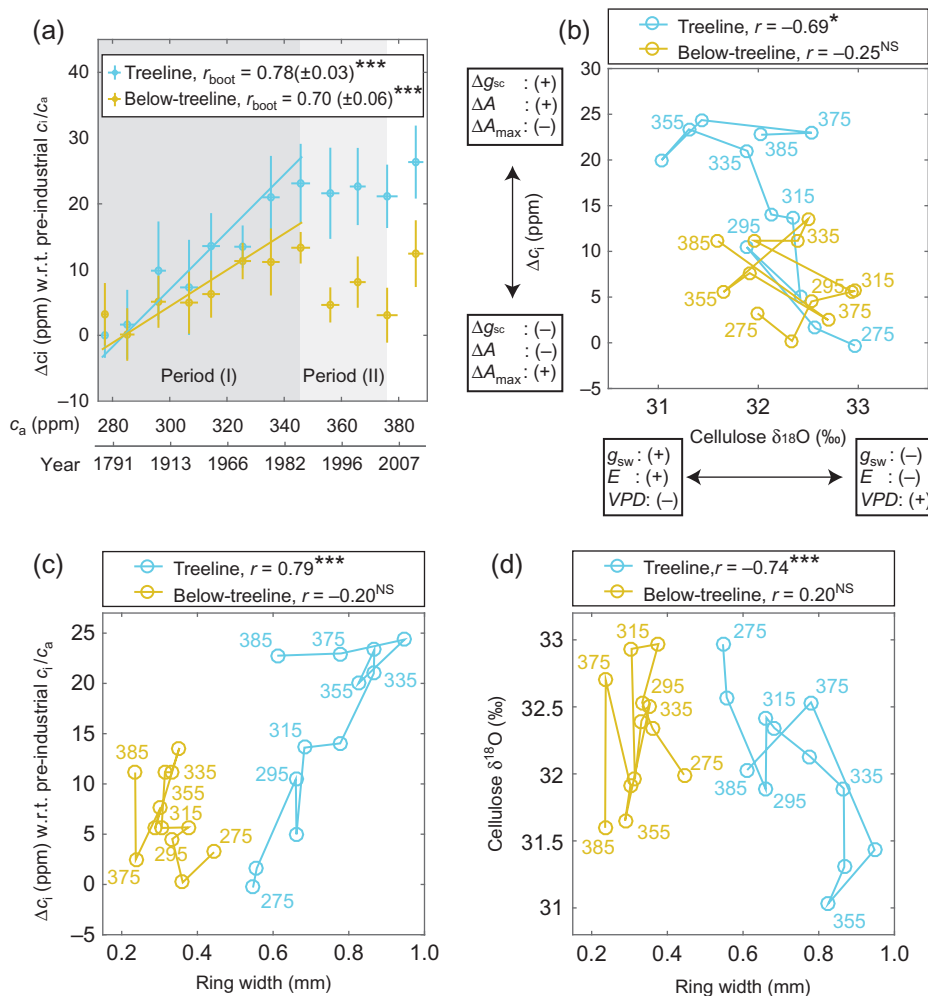 (a)
Treeline, rboot = 0.78(±0.03)***
Below-treeline, rboot = 0.70 (±0.06)***
Δci (ppm) w.r.t. pre-industrial ci/ca
40
30
20
10
0
–10
Period (I)
Period (II)
ca (ppm)
280 300 320 340 360 380
Year
1791 1913 1966 1982 1996 2007
(b)
Treeline, r = –0.69*
Below-treeline, r = –0.25NS
Δgsc : (+)
ΔA : (+)
ΔAmax : (–)
Δci (ppm)
Δgsc : (–)
ΔA : (–)
ΔAmax : (+)
30
25
20
15
10
5
0
–5
355
375
335
385
315
295
385
335
355
295
315
375
275
275
31 32 33
Cellulose δ18O (‰)
gsw : (+)
E : (+)
VPD: (–)
gsw : (–)
E : (–)
VPD: (+)
(c)
Treeline, r = 0.79***
Below-treeline, r = –0.20NS
Δci (ppm) w.r.t. pre-industrial ci/ca
25
20
15
10
5
0
–5
385
375
355
335
315
295
275
385
335
355
315
295
275
375
0.2 0.4 0.6 0.8 1.0
Ring width (mm)
(d)
Treeline,r = –0.74***
Below-treeline, r = 0.20NS
Cellulose δ18O (‰)
33
32.5
32
31.5
31
315
275
375
295
335
315
375
275
385
295
335
385
355
355
0.2 0.4 0.6 0.8 1.0
Ring width (mm)